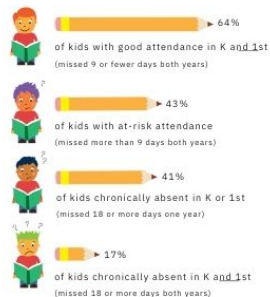 64%
of kids with good attendance in K and 1st
(missed 9 or fewer days both years)
?
43%
of kids with at-risk attendance
(missed more than 9 days both years)
? ?
41%
of kids chronically absent in K or 1st
(missed 18 or more days one year)
? ? ?
17%
of kids chronically absent in K and 1st
(missed 18 or more days both years)